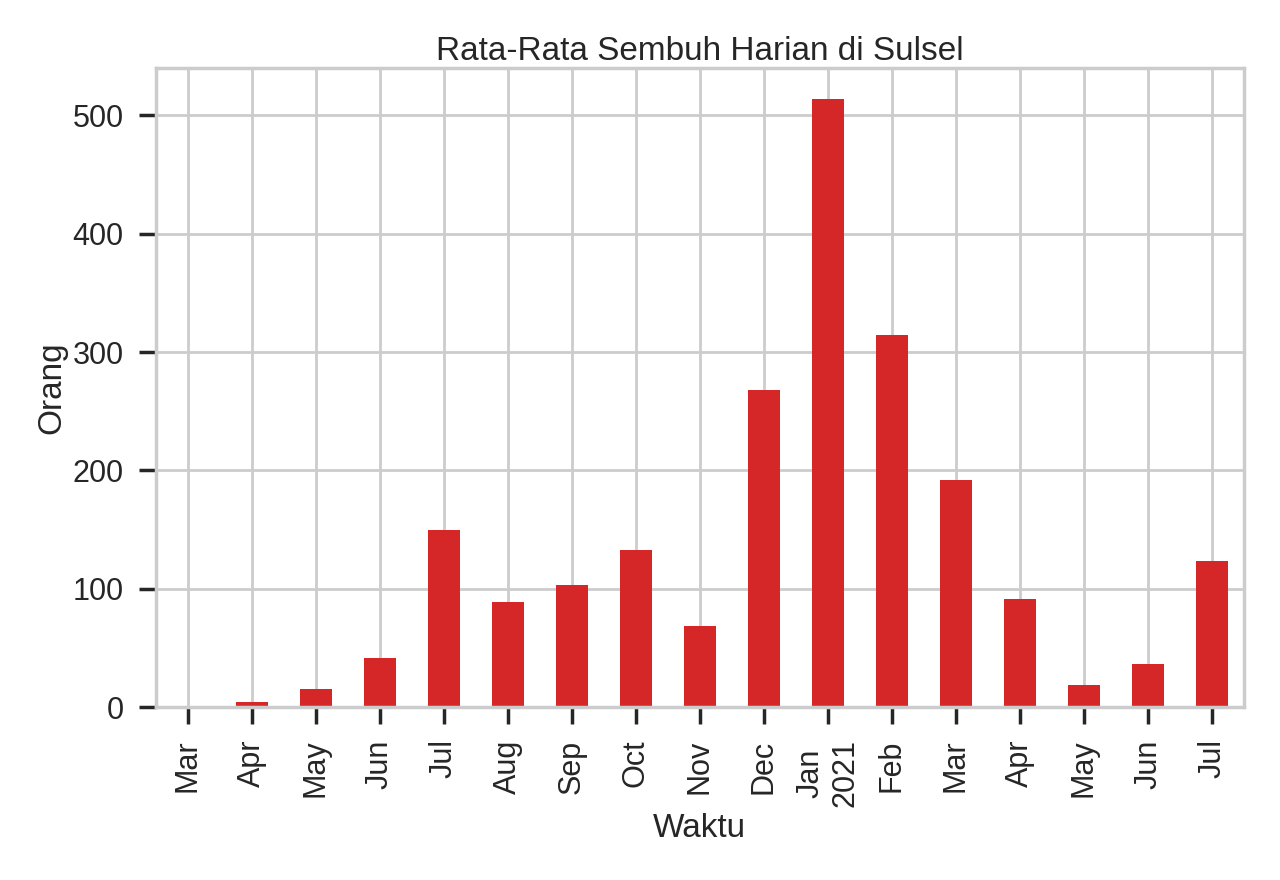 Rata-Rata Sembuh Harian di Sulsel
500
400
300
200
100
0
Orang
Mar
Apr
May
Jun
Jul
Aug
Sep
Oct
Nov
Dec
Jan
2021
Feb
Mar
Apr
May
Jun
Jul
Waktu